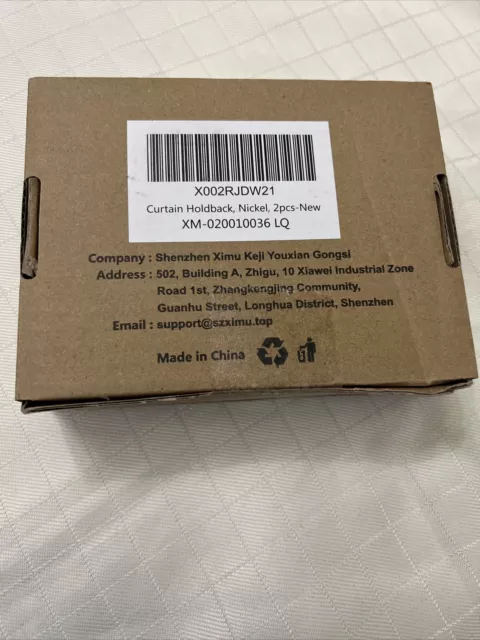 X002RJDW21
Curtain Holdback, Nickel, 2pcs-New
XM-020010036 LQ
Company : Shenzhen Ximu Keji Youxian Gongsi
Address : 502, Building A, Zhigu, 10 Xiawei Industrial Zone
Road 1st, Zhangkengjing Community,
Guanhu Street, Longhua District, Shenzhen
Email : support@szximu.top
Made in China